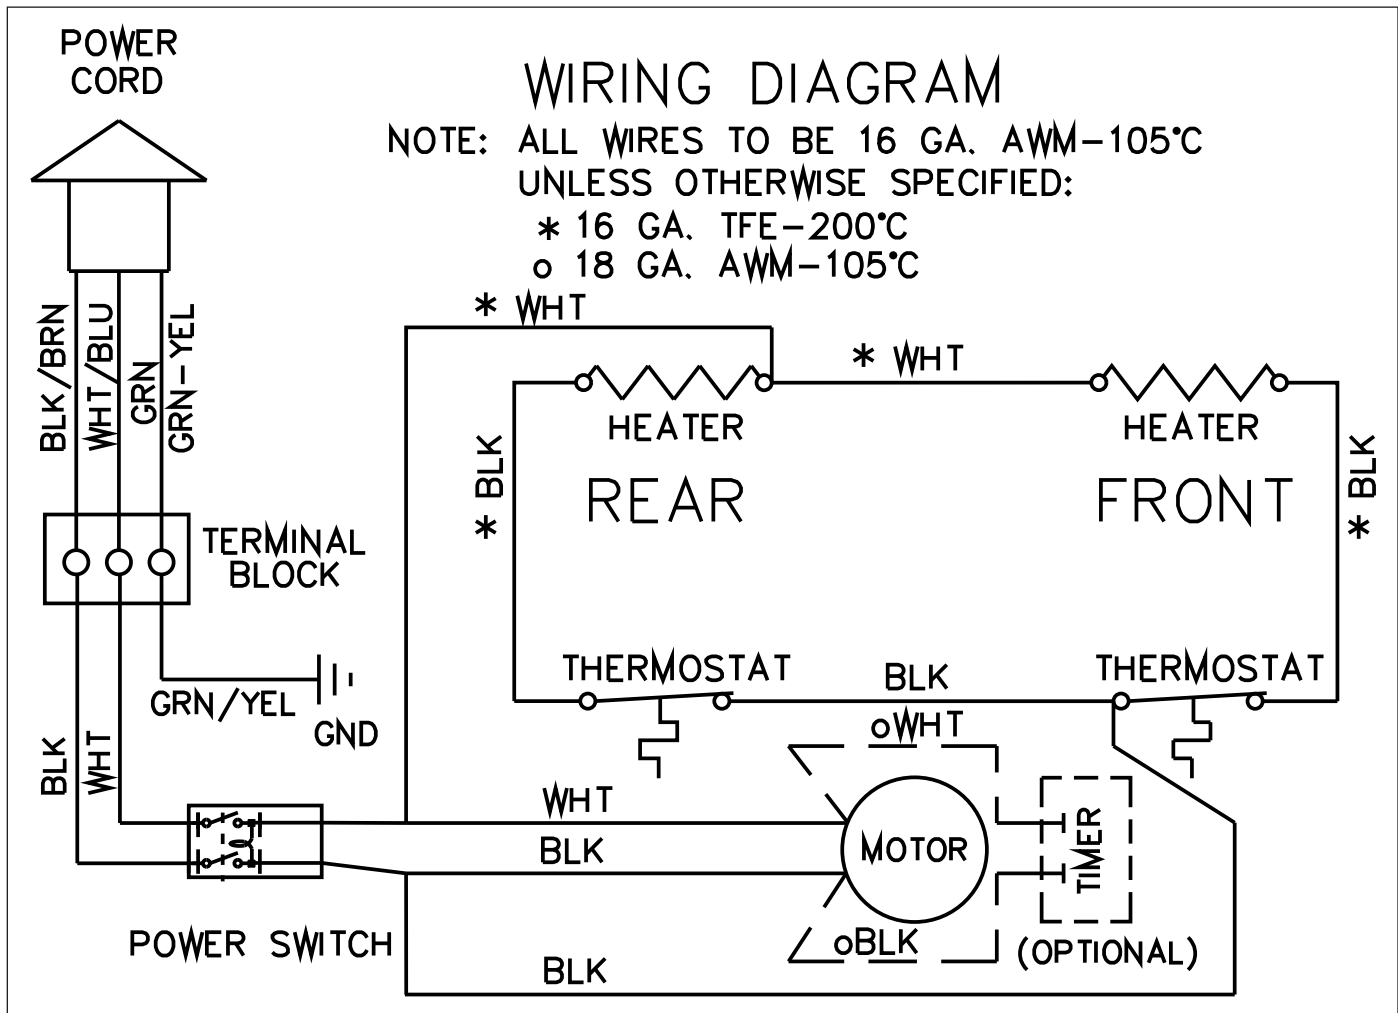 POWER
CORD
WIRING DIAGRAM
NOTE: ALL WIRES TO BE 16 GA. AWM-105°C
UNLESS OTHERWISE SPECIFIED:
* 16 GA. TFE-200°C
o 18 GA. AWM-105°C
BLK/BRN
WHT/BLU
GRN
GRN-YEL
* WHT
* WHT
HEATER
HEATER
* BLK
REAR
FRONT
* BLK
TERMINAL
BLOCK
THERMOSTAT
BLK
THERMOSTAT
GRN/YEL
GND
oWHT
BLK
WHT
WHT
BLK
MOTOR
TIMER
POWER SWITCH
oBLK
(OPTIONAL)
BLK